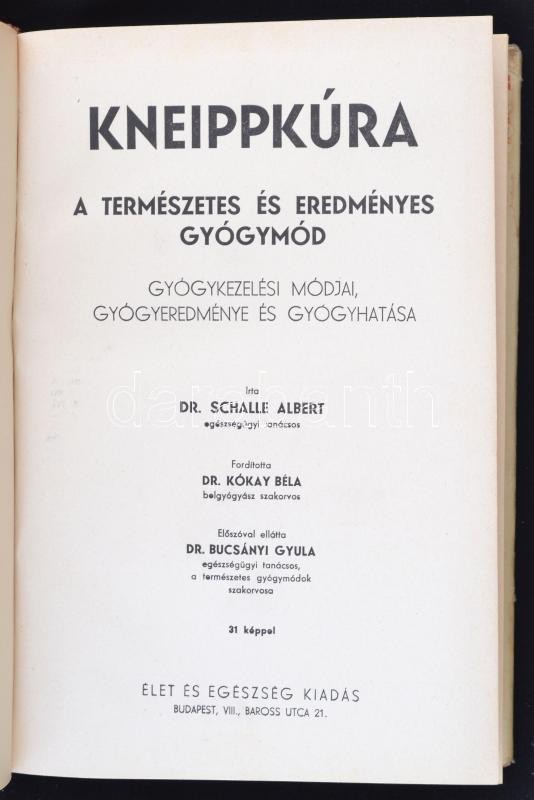 KNEIPPKÚRA
A TERMÉSZETES ÉS EREDMÉNYES
GYÓGYMÓD
GYÓGYKEZELÉSI MÓDJAI,
GYÓGYEREDMÉNYE ÉS GYÓGYHATÁSA
Irta
DR. SCHALLE ALBERT
egészségügyi tanácsos
Fordította
DR. KÓKAY BÉLA
belgyógyász szakorvos
Előszóval ellátta
DR. BUCSÁNYI GYULA
egészségügyi tanácsos,
a természetes gyógymódok
szakorvosa
31 képpel
ÉLET ÉS EGÉSZSÉG KIADÁS
BUDAPEST, VIII., BAROSS UTCA 21.